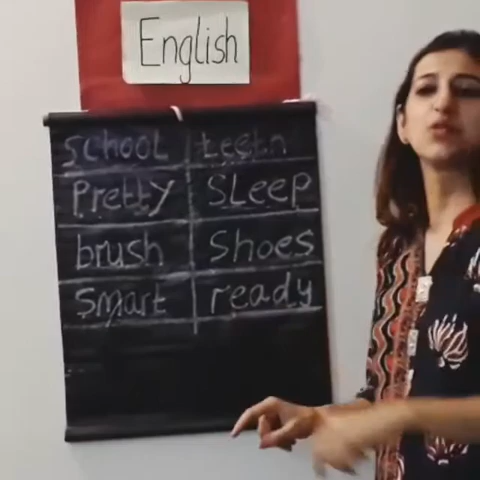 English
school teeth
Pretty SLeep
brush Shoes
Smart ready